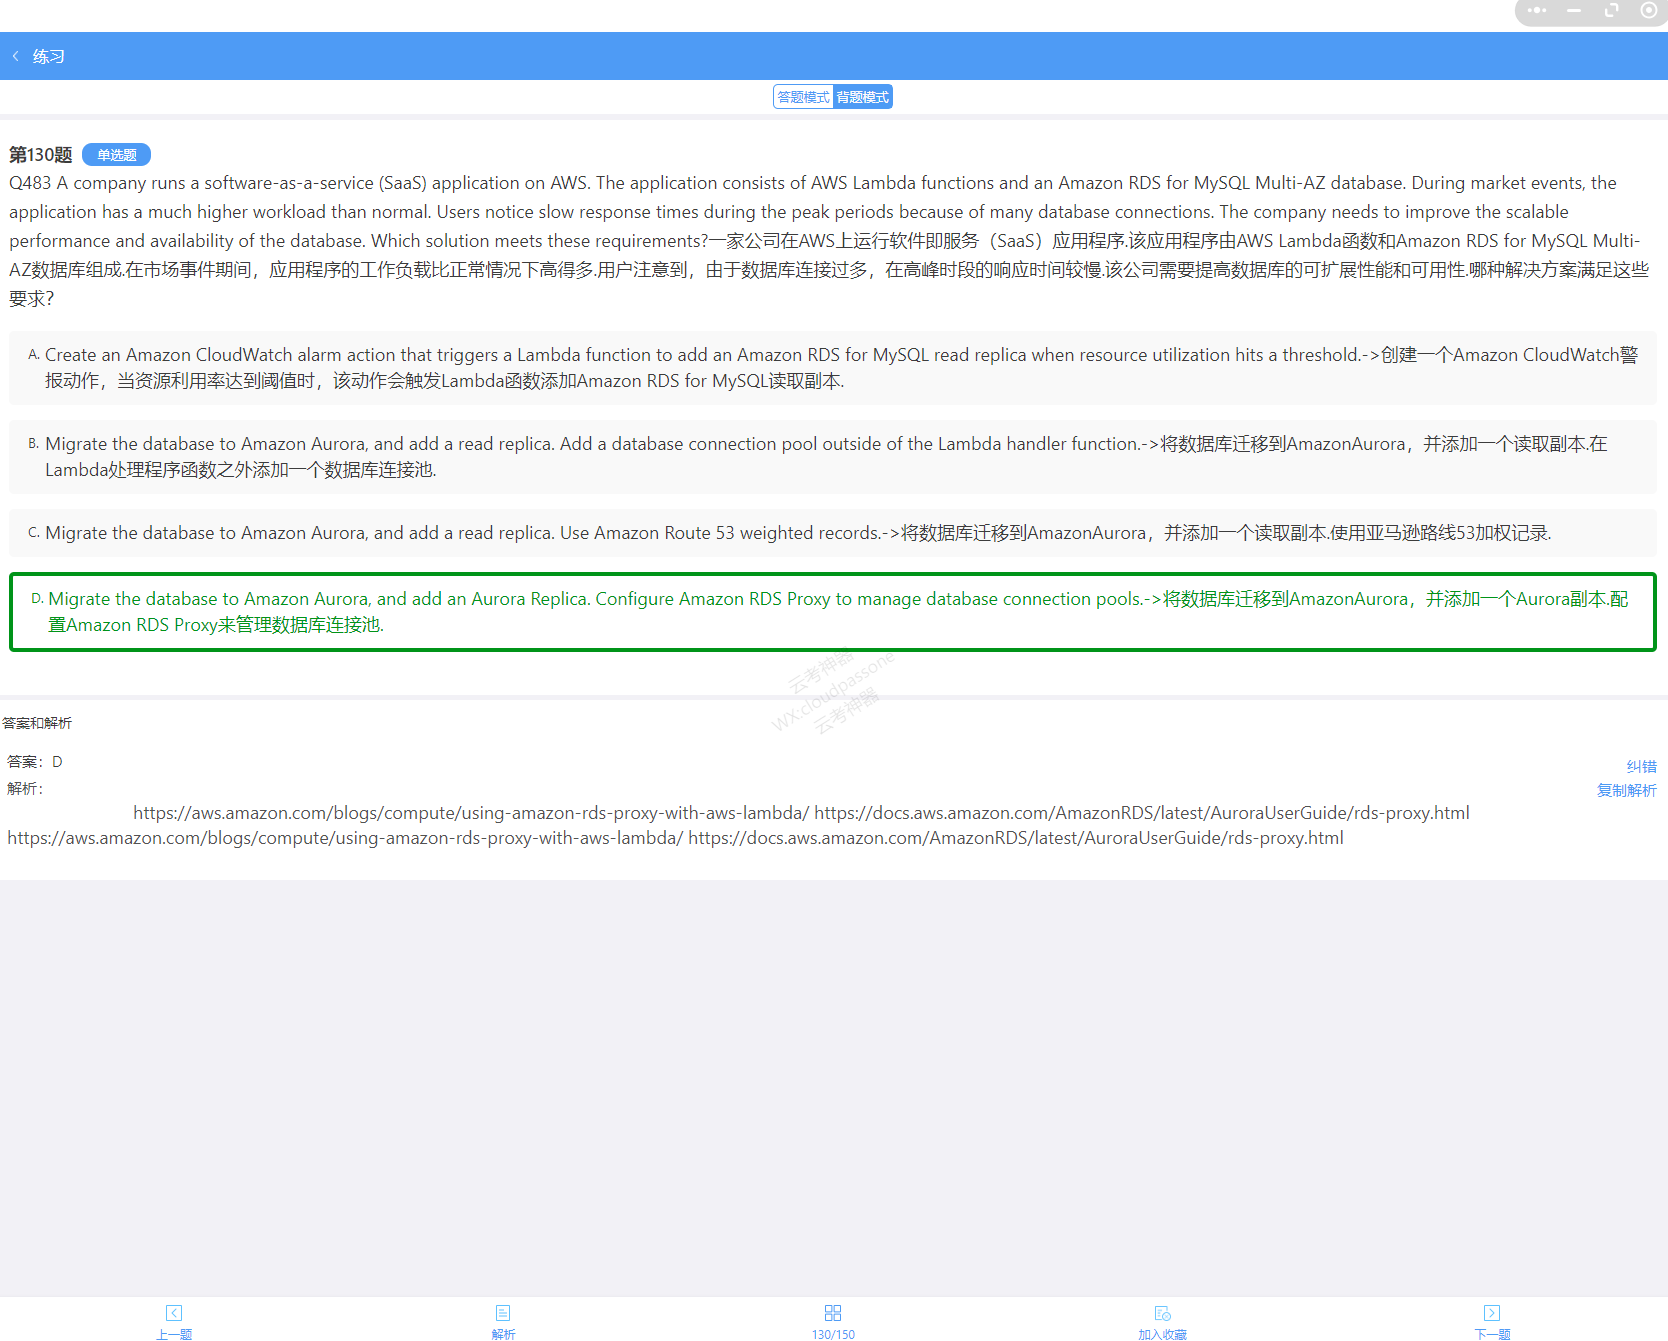 练习
答题模式 背题模式
第130题 单选题
Q483 A company runs a software-as-a-service (SaaS) application on AWS. The application consists of AWS Lambda functions and an Amazon RDS for MySQL Multi-AZ database. During market events, the
application has a much higher workload than normal. Users notice slow response times during the peak periods because of many database connections. The company needs to improve the scalable
performance and availability of the database. Which solution meets these requirements?一家公司在AWS上运行软件即服务（SaaS）应用程序.该应用程序由AWS Lambda函数和Amazon RDS for MySQL Multi-
AZ数据库组成.在市场事件期间，应用程序的工作负载比正常情况下高得多.用户注意到，由于数据库连接过多，在高峰时段的响应时间较慢.该公司需要提高数据库的可扩展性能和可用性.哪种解决方案满足这些
要求?
A. Create an Amazon CloudWatch alarm action that triggers a Lambda function to add an Amazon RDS for MySQL read replica when resource utilization hits a threshold.->创建一个Amazon CloudWatch警
报动作，当资源利用率达到阈值时，该动作会触发Lambda函数添加Amazon RDS for MySQL读取副本.
B. Migrate the database to Amazon Aurora, and add a read replica. Add a database connection pool outside of the Lambda handler function.->将数据库迁移到AmazonAurora，并添加一个读取副本.在
Lambda处理程序函数之外添加一个数据库连接池.
C. Migrate the database to Amazon Aurora, and add a read replica. Use Amazon Route 53 weighted records.->将数据库迁移到AmazonAurora，并添加一个读取副本.使用亚马逊路线53加权记录.
D. Migrate the database to Amazon Aurora, and add an Aurora Replica. Configure Amazon RDS Proxy to manage database connection pools.->将数据库迁移到AmazonAurora，并添加一个Aurora副本.配
置Amazon RDS Proxy来管理数据库连接池.
云考神器
WX:cloudpassone
云考神器
答案和解析
答案：D
纠错
解析：
复制解析
https://aws.amazon.com/blogs/compute/using-amazon-rds-proxy-with-aws-lambda/ https://docs.aws.amazon.com/AmazonRDS/latest/AuroraUserGuide/rds-proxy.html
https://aws.amazon.com/blogs/compute/using-amazon-rds-proxy-with-aws-lambda/ https://docs.aws.amazon.com/AmazonRDS/latest/AuroraUserGuide/rds-proxy.html
上一题 解析 130/150 加入收藏 下一题